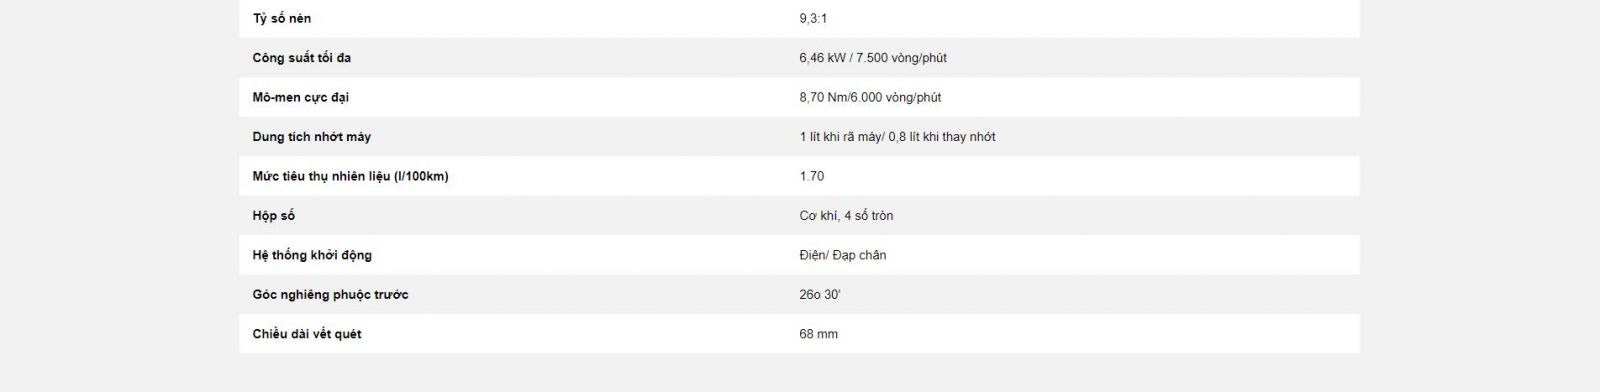 Tỷ số nén 9,3:1
Công suất tối đa 6,46 kW / 7.500 vòng/phút
Mô-men cực đại 8,70 Nm/6.000 vòng/phút
Dung tích nhớt máy 1 lít khi rã máy/ 0,8 lít khi thay nhớt
Mức tiêu thụ nhiên liệu (l/100km) 1.70
Hộp số Cơ khí, 4 số tròn
Hệ thống khởi động Điện/ Đạp chân
Góc nghiêng phuộc trước 26o 30'
Chiều dài vết quét 68 mm